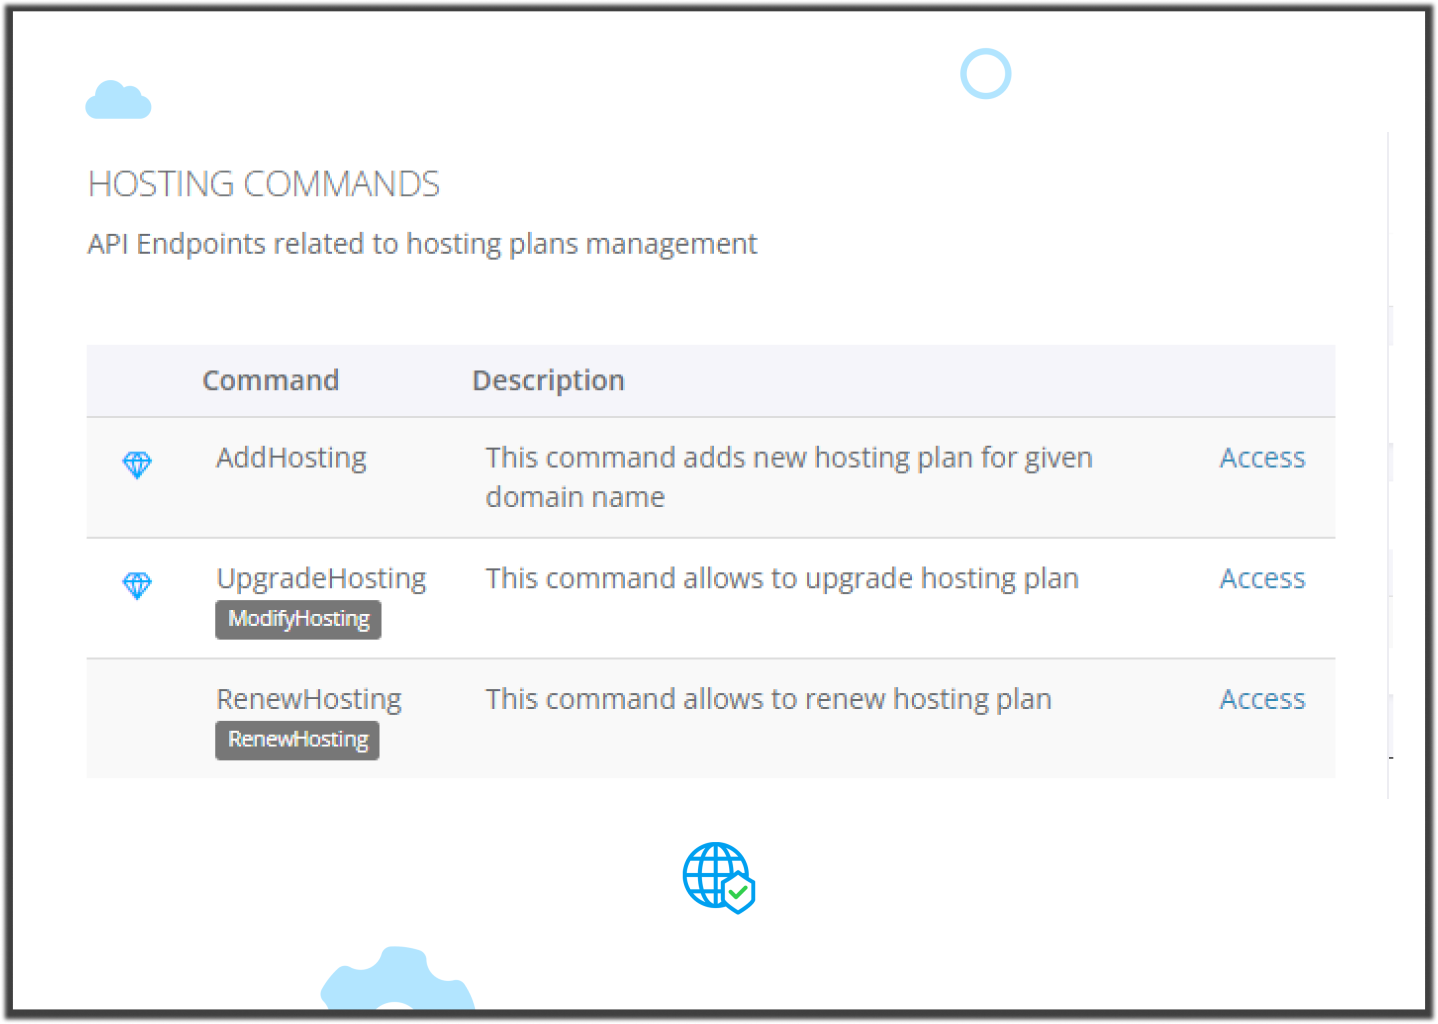 HOSTING COMMANDS
API Endpoints related to hosting plans management
Command Description
AddHosting This command adds new hosting plan for given Access
domain name
UpgradeHosting This command allows to upgrade hosting plan Access
ModifyHosting
RenewHosting This command allows to renew hosting plan Access
RenewHosting